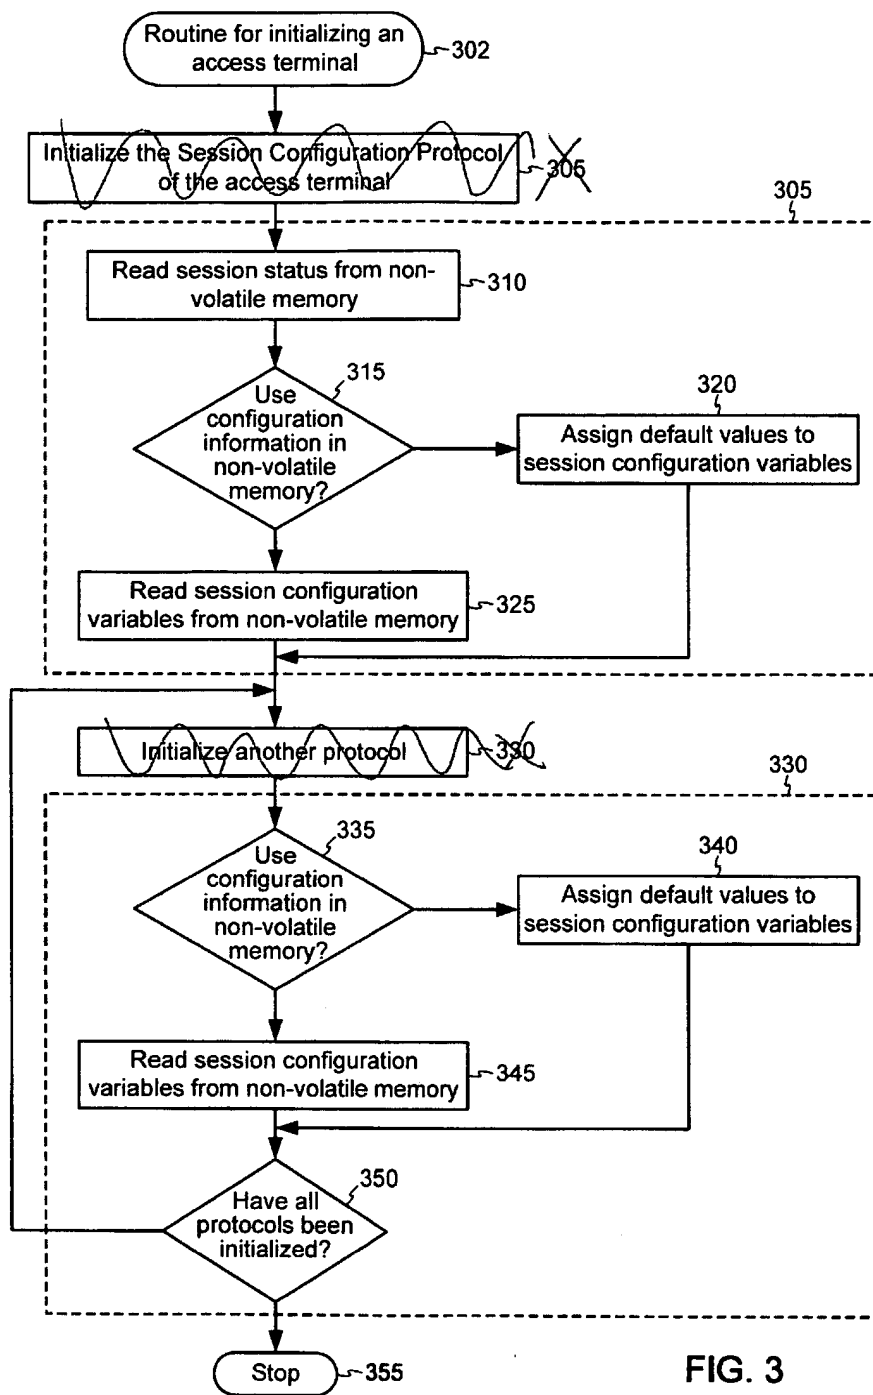 Routine for initializing an
access terminal
302
Initialize the Session Configuration Protocol
of the access terminal
305
305
Read session status from non-
volatile memory
310
315
Use
configuration
information in
non-volatile
memory?
320
Assign default values to
session configuration variables
Read session configuration
variables from non-volatile memory
325
Initialize another protocol
330
330
335
Use
configuration
information in
non-volatile
memory?
340
Assign default values to
session configuration variables
Read session configuration
variables from non-volatile memory
345
350
Have all
protocols been
initialized?
Stop
355
FIG. 3